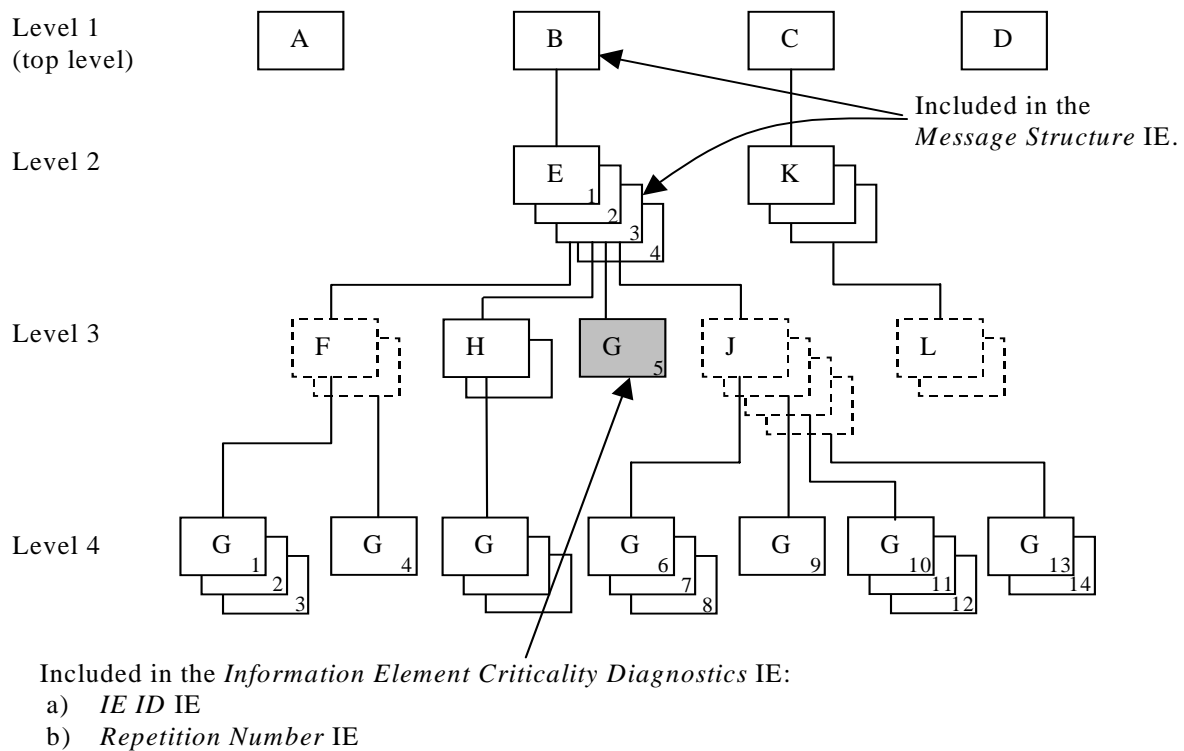 Level 1
(top level)
A
B
C
D
Included in the
Message Structure IE.
Level 2
E
1
2
3
4
K
Level 3
F
H
G
5
J
L
Level 4
G
1
2
3
G
4
G
G
6
7
8
G
9
G
10
11
12
G
13
14
Included in the Information Element Criticality Diagnostics IE:
a) IE ID IE
b) Repetition Number IE